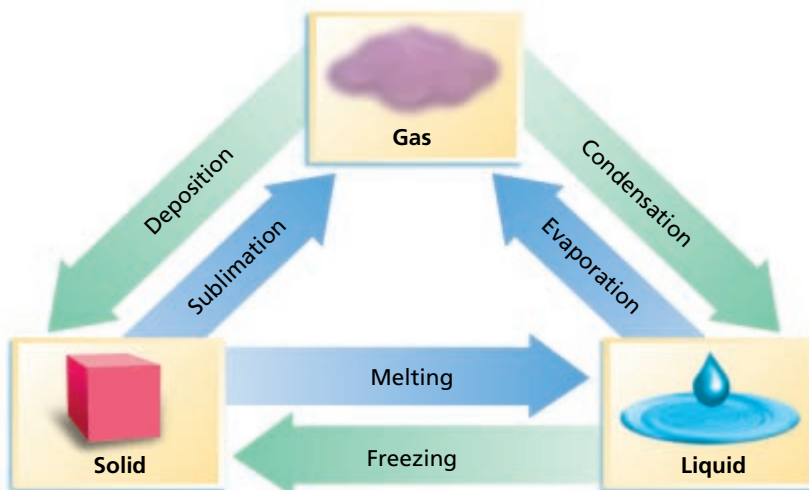 Gas
Deposition
Condensation
Sublimation
Evaporation
Melting
Solid
Freezing
Liquid